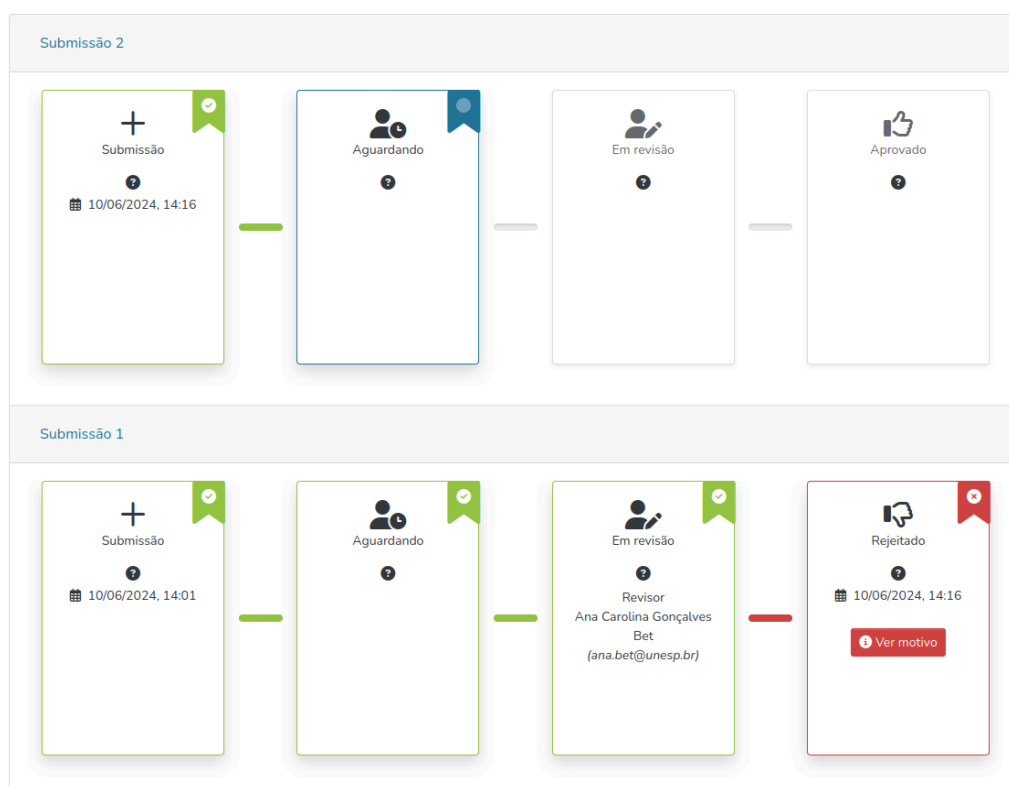 Submissão 2
Submissão
10/06/2024, 14:16
Aguardando
Em revisão
Aprovado
Submissão 1
Submissão
10/06/2024, 14:01
Aguardando
Em revisão
Revisor
Ana Carolina Gonçalves
Bet
(ana.bet@unesp.br)
Rejeitado
10/06/2024, 14:16
Ver motivo